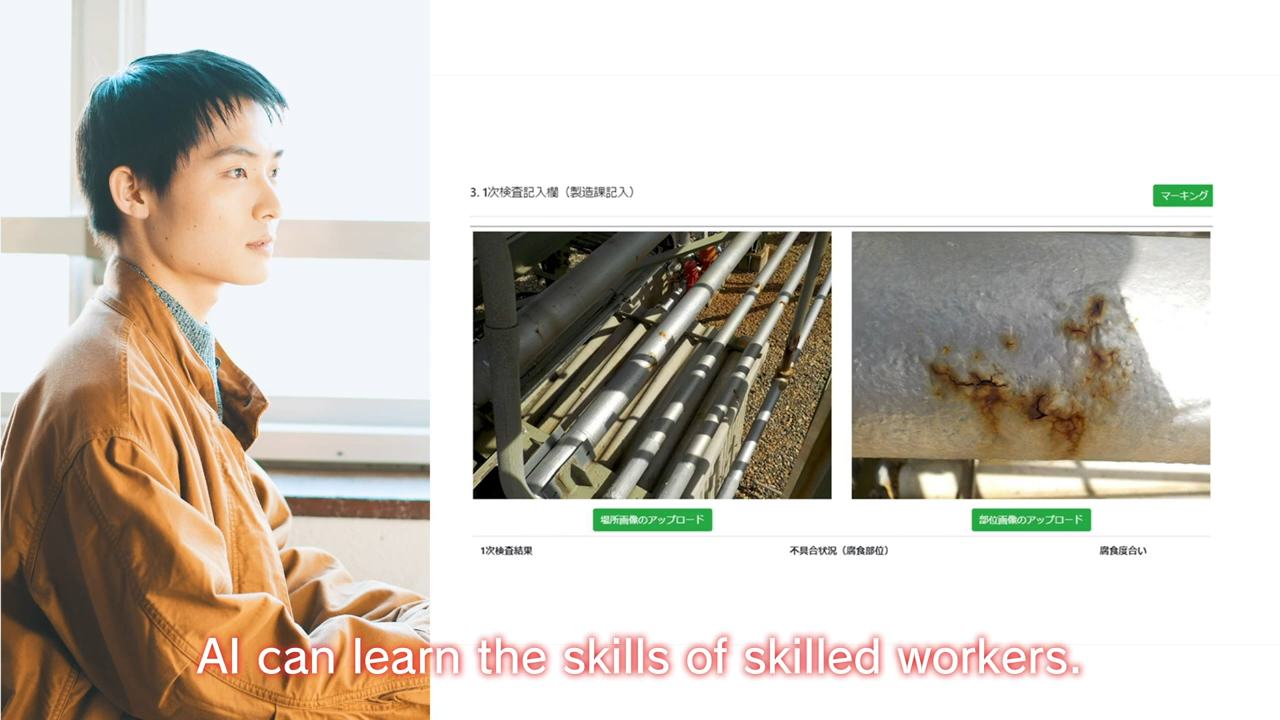 3. 1次検査記入欄（製造課記入）
マーキング
場所画像のアップロード
部位画像のアップロード
1次検査結果
不具合状況（腐食部位）
腐食度合い
AI can learn the skills of skilled workers.